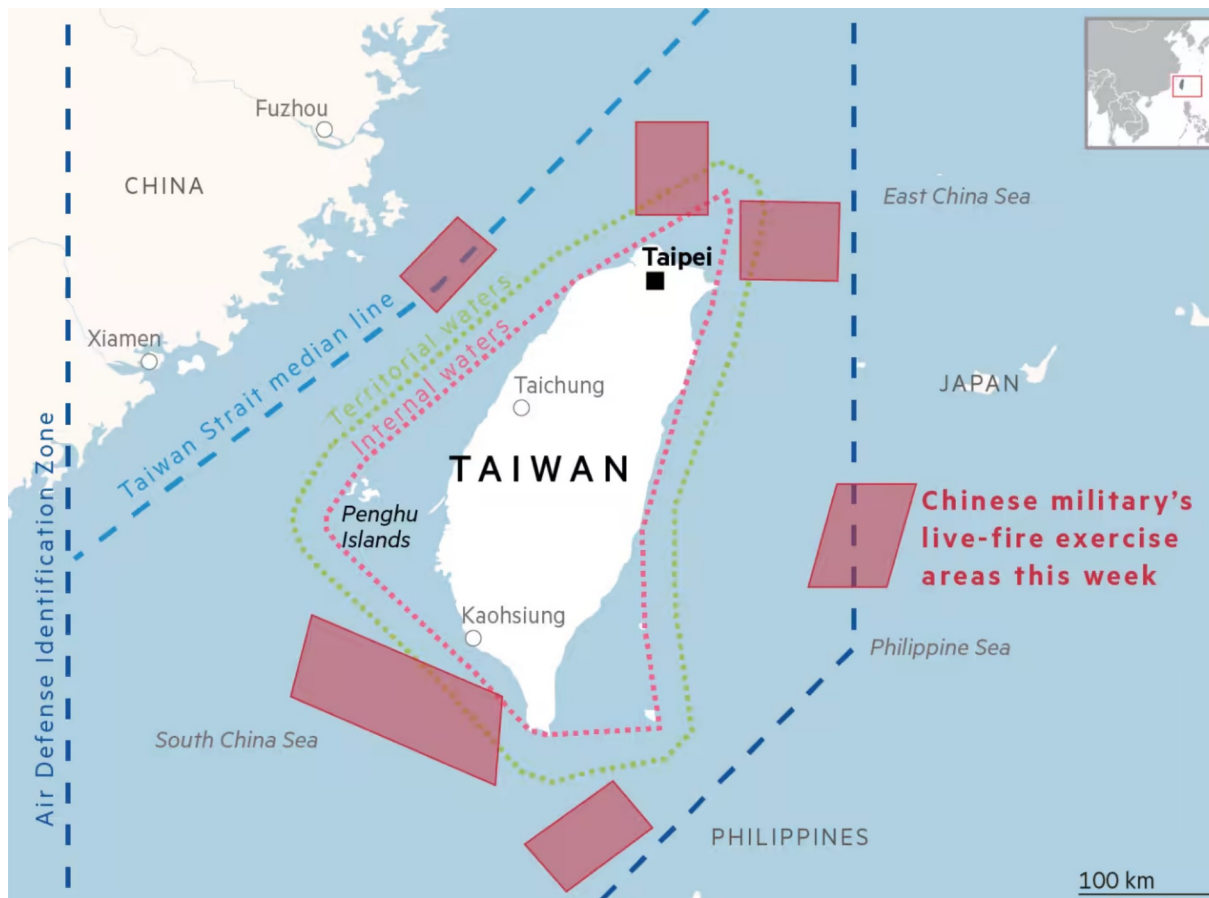 Fuzhou
CHINA
East China Sea
Taipei
Xiamen
Taiwan Strait median line
Territorial waters
Internal waters
Taichung
JAPAN
Air Defense Identification Zone
TAIWAN
Penghu
Islands
Chinese military’s
live-fire exercise
areas this week
Kaohsiung
Philippine Sea
South China Sea
PHILIPPINES
100 km